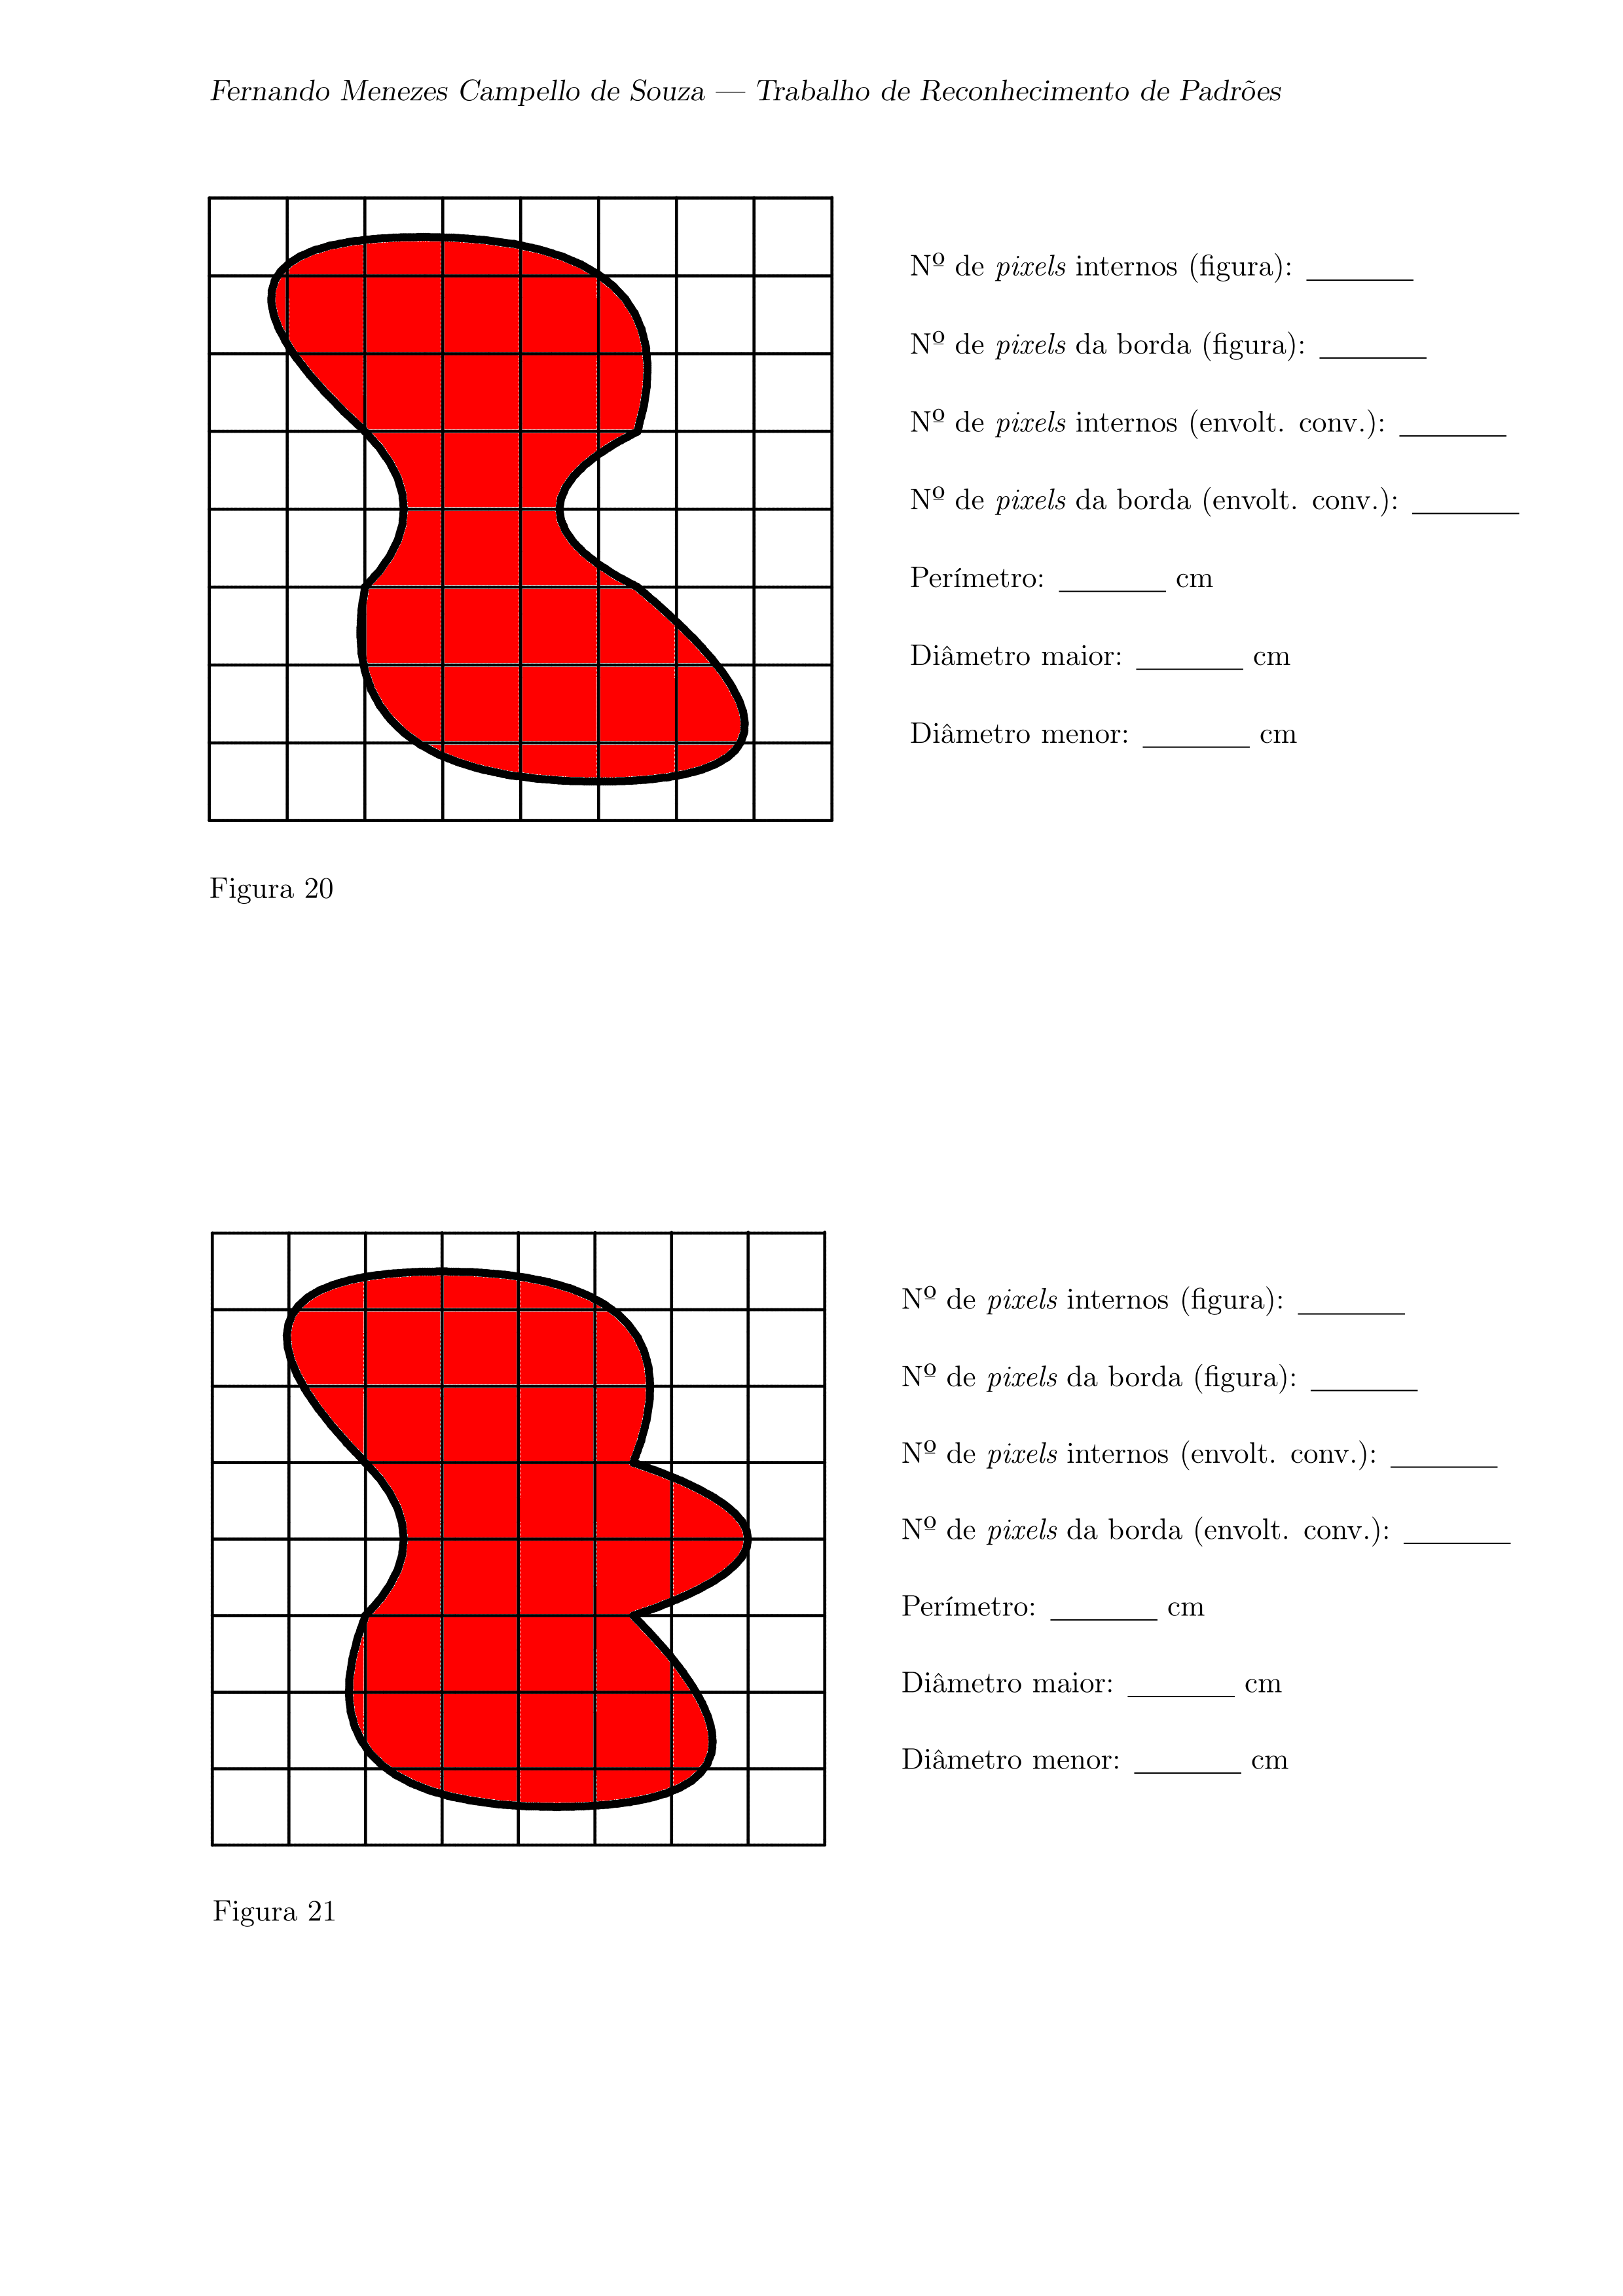 Fernando Menezes Campello de Souza — Trabalho de Reconhecimento de Padrões
Nº de pixels internos (figura): _______
Nº de pixels da borda (figura): _______
Nº de pixels internos (envolt. conv.): _______
Nº de pixels da borda (envolt. conv.): _______
Perímetro: _______ cm
Diâmetro maior: _______ cm
Diâmetro menor: _______ cm
Figura 20
Nº de pixels internos (figura): _______
Nº de pixels da borda (figura): _______
Nº de pixels internos (envolt. conv.): _______
Nº de pixels da borda (envolt. conv.): _______
Perímetro: _______ cm
Diâmetro maior: _______ cm
Diâmetro menor: _______ cm
Figura 21